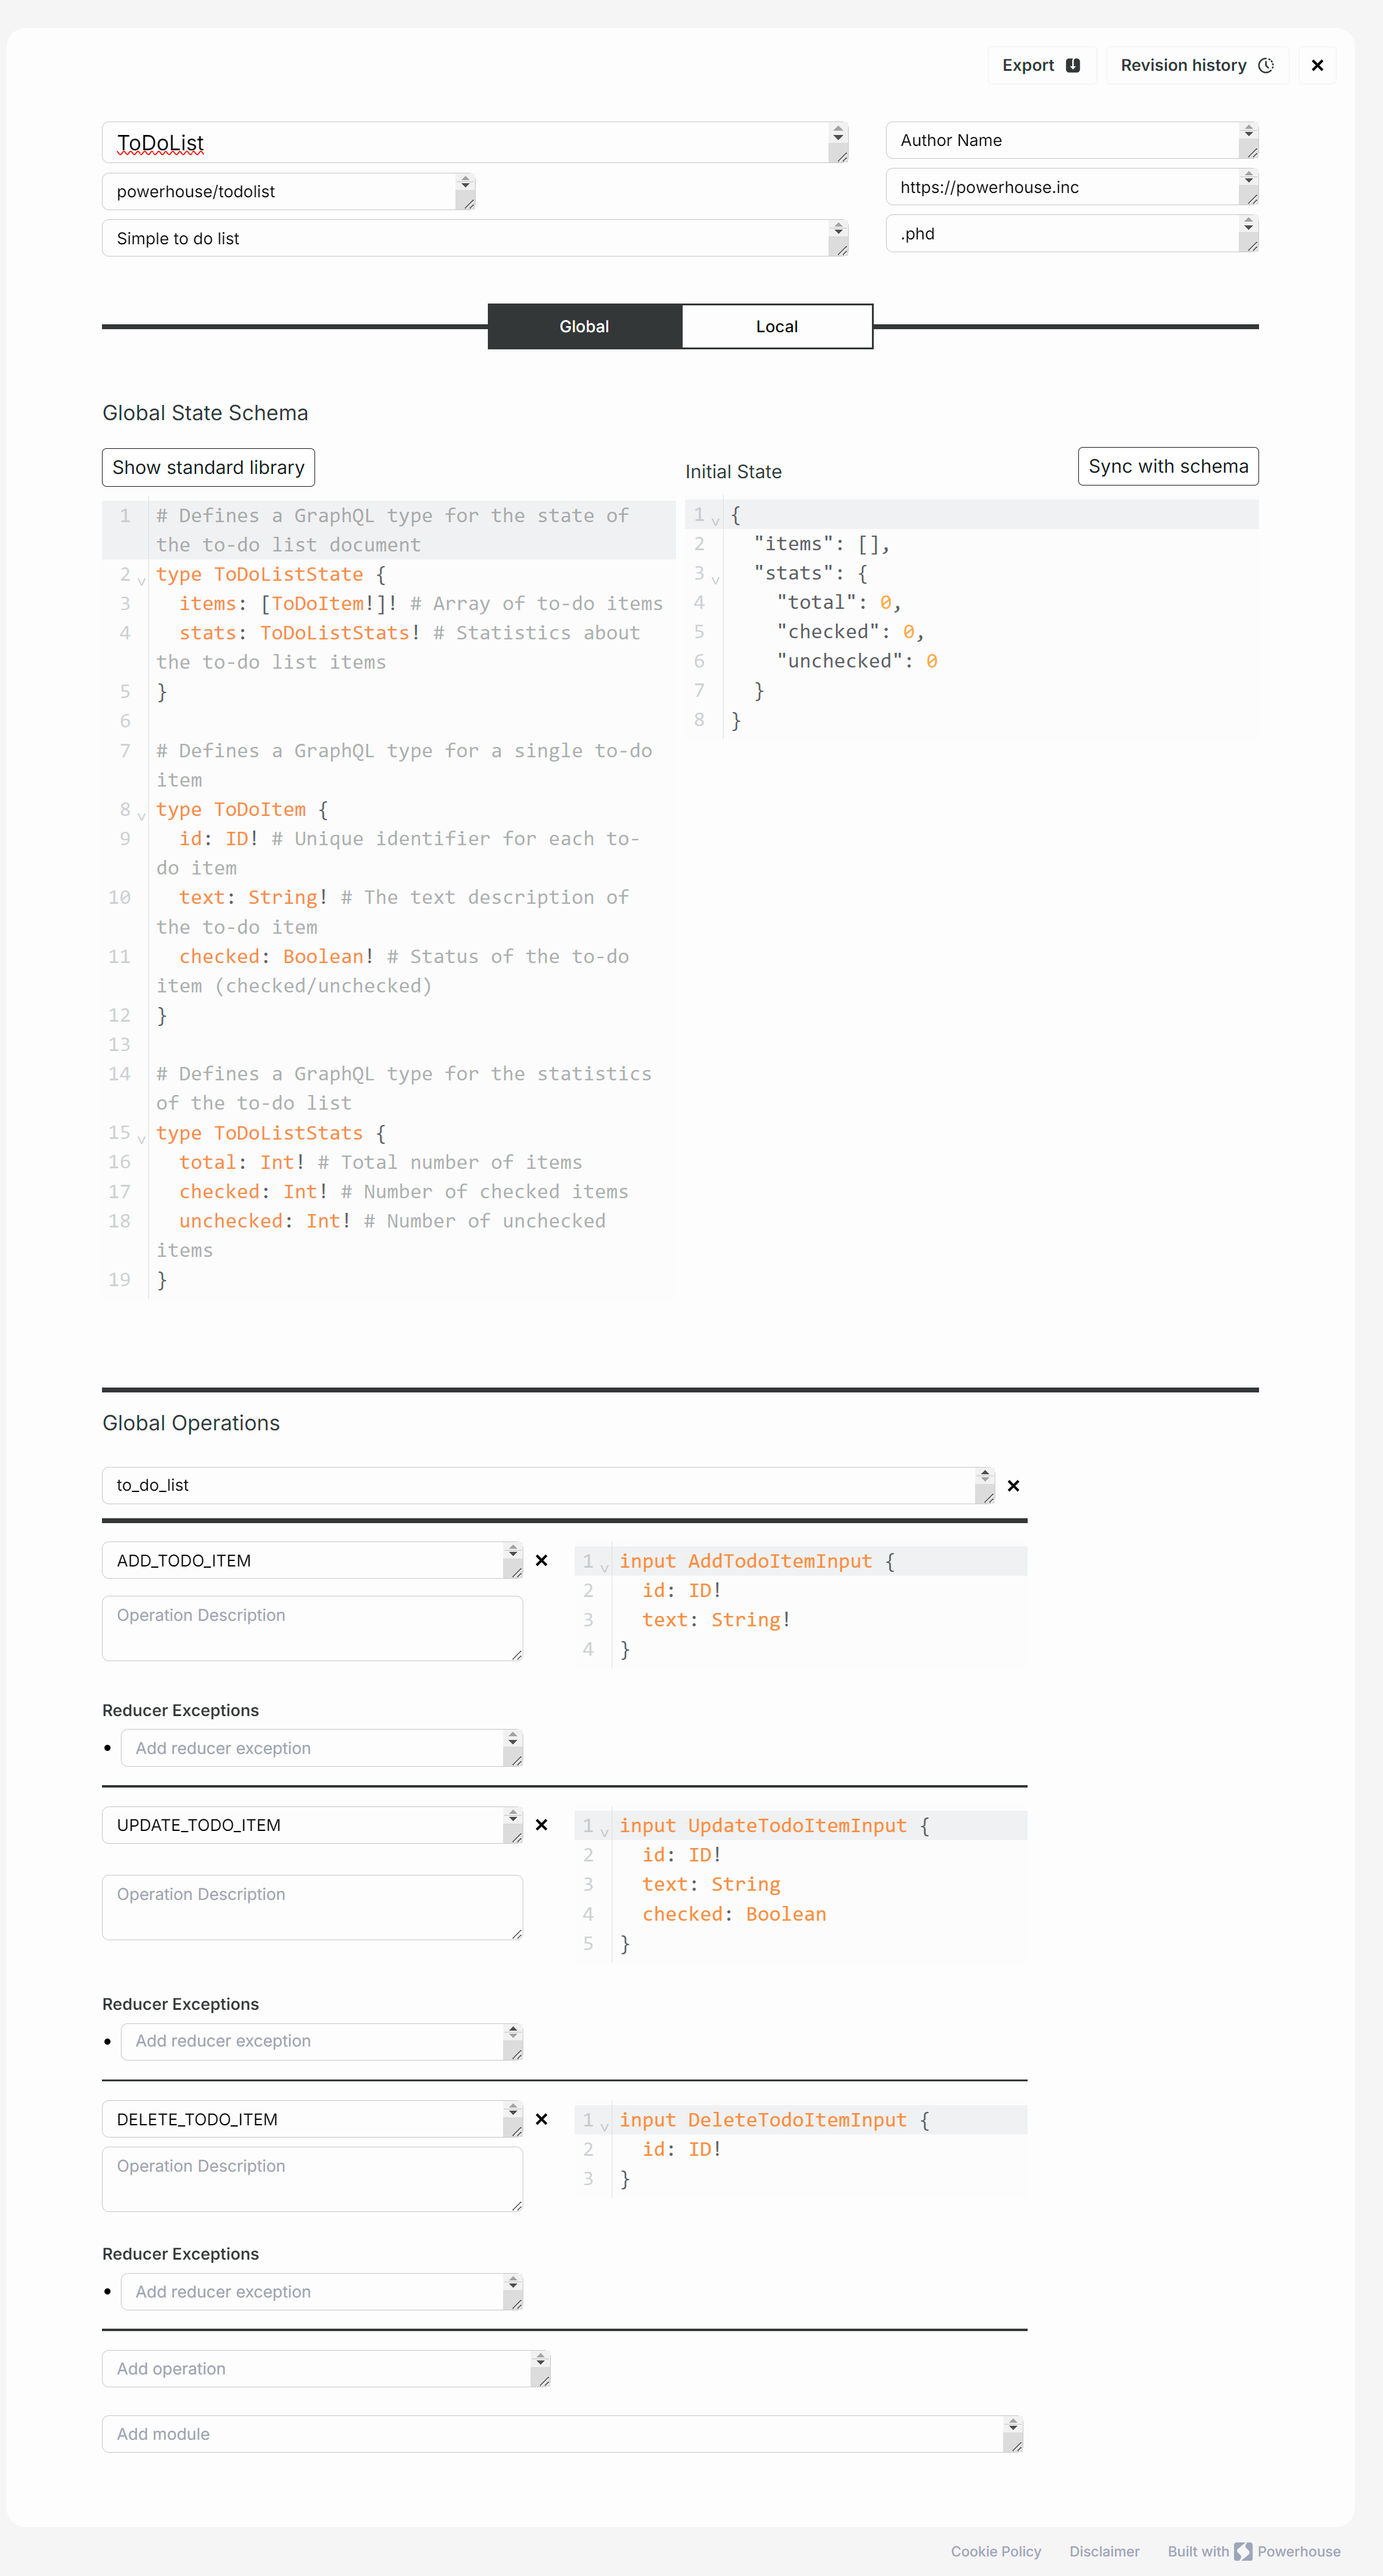 Export
Revision history
ToDoList
Author Name
powerhouse/todolist
https://powerhouse.inc
Simple to do list
.phd
Global
Local
Global State Schema
Show standard library
Initial State
Sync with schema
1 # Defines a GraphQL type for the state of
the to-do list document
2 type ToDoListState {
3   items: [ToDoItem!]! # Array of to-do items
4   stats: ToDoListStats! # Statistics about
the to-do list items
5 }
6
7 # Defines a GraphQL type for a single to-do
item
8 type ToDoItem {
9   id: ID! # Unique identifier for each to-
do item
10   text: String! # The text description of
the to-do item
11   checked: Boolean! # Status of the to-do
item (checked/unchecked)
12 }
13
14 # Defines a GraphQL type for the statistics
of the to-do list
15 type ToDoListStats {
16   total: Int! # Total number of items
17   checked: Int! # Number of checked items
18   unchecked: Int! # Number of unchecked
items
19 }
1 {
2   "items": [],
3   "stats": {
4     "total": 0,
5     "checked": 0,
6     "unchecked": 0
7   }
8 }
Global Operations
to_do_list
ADD_TODO_ITEM
Operation Description
1 input AddTodoItemInput {
2   id: ID!
3   text: String!
4 }
Reducer Exceptions
Add reducer exception
UPDATE_TODO_ITEM
Operation Description
1 input UpdateTodoItemInput {
2   id: ID!
3   text: String
4   checked: Boolean
5 }
Reducer Exceptions
Add reducer exception
DELETE_TODO_ITEM
Operation Description
1 input DeleteTodoItemInput {
2   id: ID!
3 }
Reducer Exceptions
Add reducer exception
Add operation
Add module
Cookie Policy
Disclaimer
Built with Powerhouse